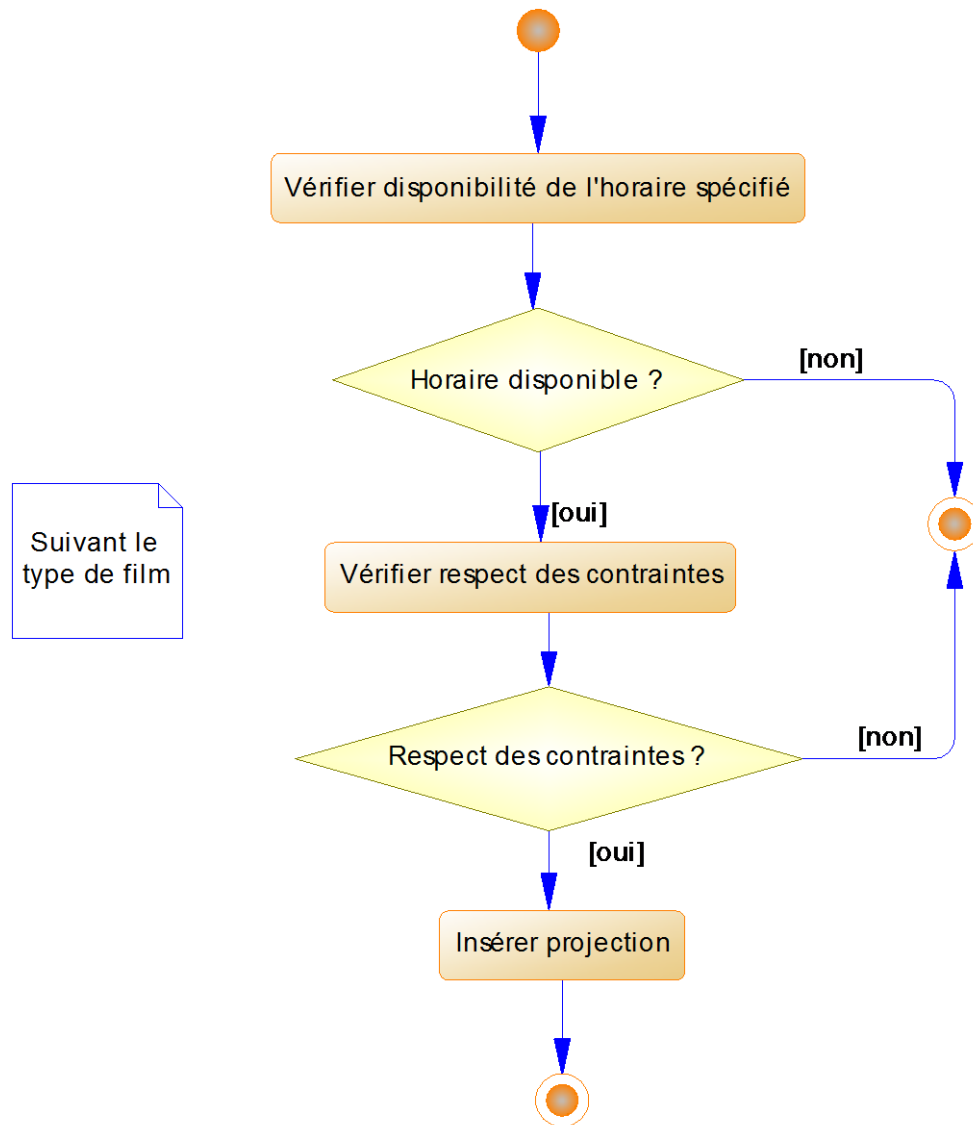 Vérifier disponibilité de l'horaire spécifié
Horaire disponible ?
[non]
[oui]
Suivant le
type de film
Vérifier respect des contraintes
Respect des contraintes ?
[non]
[oui]
Insérer projection